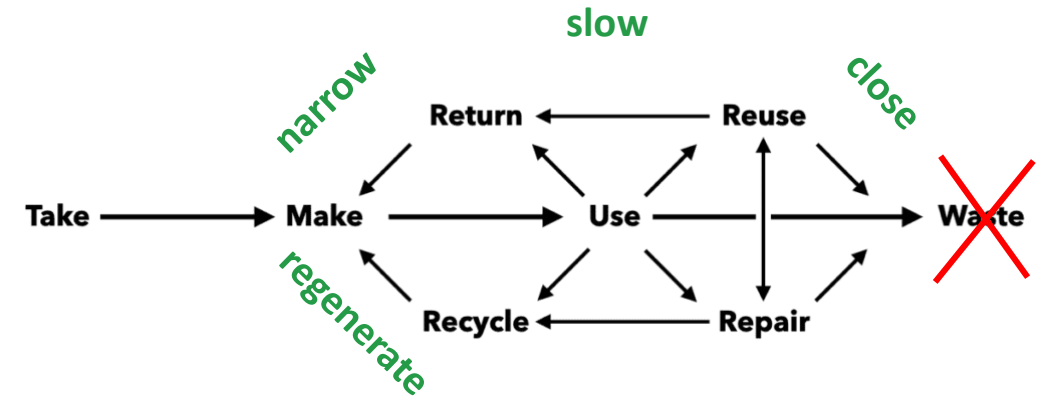 slow
narrow
close
Return
Reuse
Take
Make
Use
Waste
regenerate
Recycle
Repair